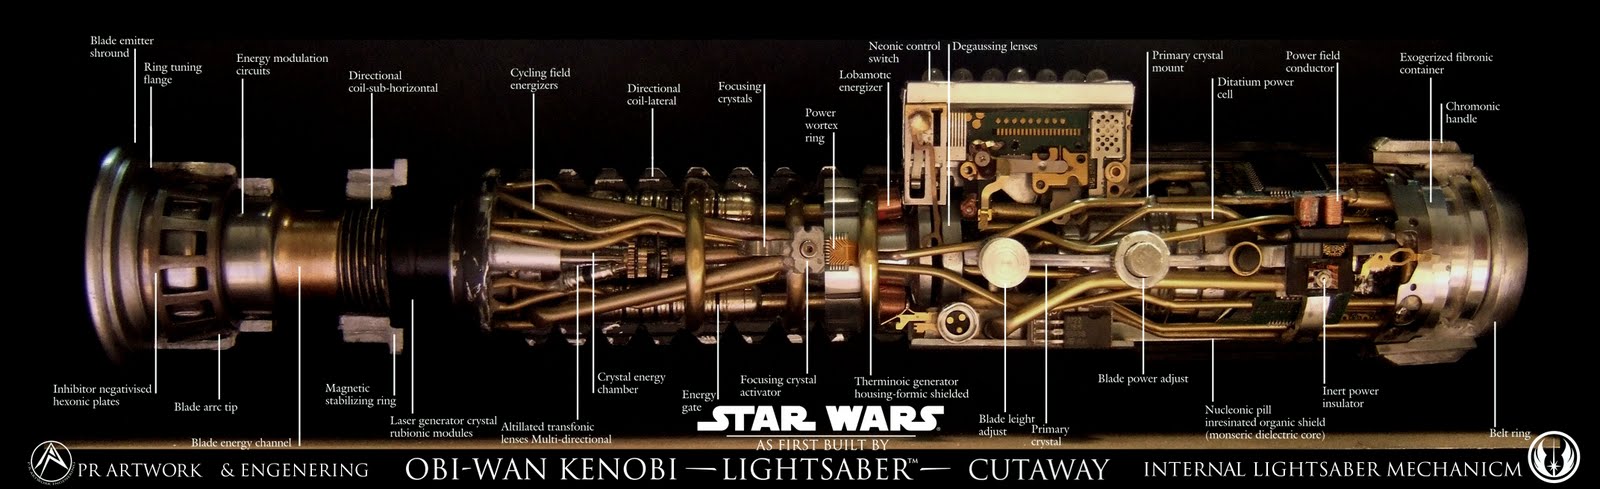 Blade emitter
shround
Ring tuning
flange
Energy modulation
circuits
Directional
coil-sub-horizontal
Cycling field
energizers
Directional
coil-lateral
Focusing
crystals
Power
wortex
ring
Lobamotic
energizer
Neonic control
switch
Degaussing lenses
Primary crystal
mount
Ditatium power
cell
Power field
conductor
Exogerized fibronic
container
Chromonic
handle
Inhibitor negativised
hexonic plates
Blade arrc tip
Blade energy channel
Magnetic
stabilizing ring
Laser generator crystal
rubionic modules
Altillated transfonic
lenses Multi-directional
Crystal energy
chamber
Energy
gate
Focusing crystal
activator
Therminoic generator
housing-formic shielded
Blade leight
adjust
Primary
crystal
Blade power adjust
Nucleonic pill
inresinated organic shield
(monseric dielectric core)
Inert power
insulator
Belt ring
STAR WARS
AS FIRST BUILT BY
PR ARTWORK & ENGENERING
OBI-WAN KENOBI — LIGHTSABER™ — CUTAWAY
INTERNAL LIGHTSABER MECHANICM